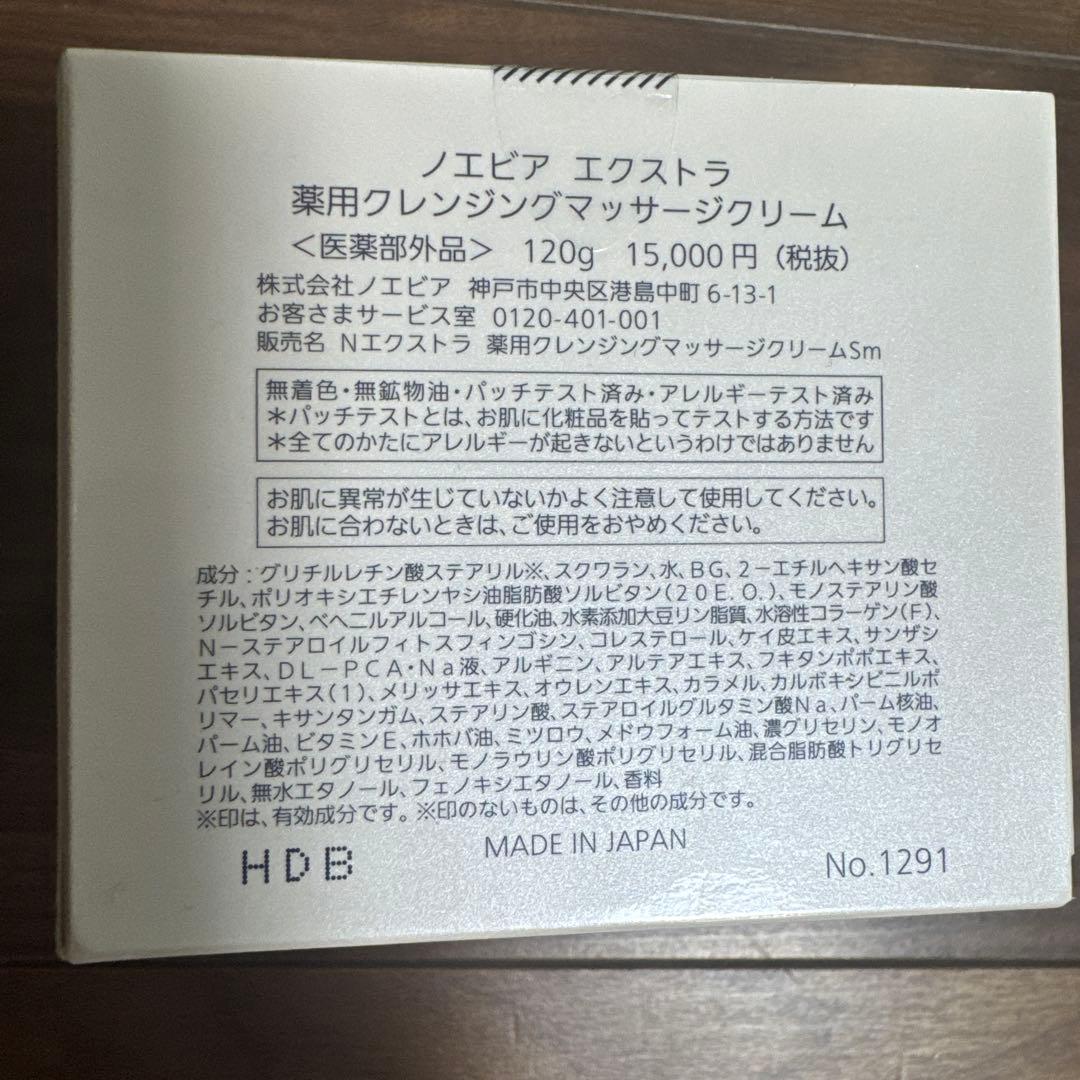 ノエビア エクストラ
薬用クレンジングマッサージクリーム
＜医薬部外品＞ 120g 15,000円（税抜）
株式会社ノエビア 神戸市中央区港島中町6-13-1
お客さまサービス室 0120-401-001
販売名 Nエクストラ 薬用クレンジングマッサージクリームSm
無着色・無鉱物油・パッチテスト済み・アレルギーテスト済み
＊パッチテストとは、お肌に化粧品を貼ってテストする方法です
＊全てのかたにアレルギーが起きないというわけではありません
お肌に異常が生じていないかよく注意して使用してください。
お肌に合わないときは、ご使用をおやめください。
成分：グリチルレチン酸ステアリル※、スクワラン、水、BG、2－エチルヘキサン酸セ
チル、ポリオキシエチレンヤシ油脂肪酸ソルビタン（20E.O.）、モノステアリン酸
ソルビタン、ベヘニルアルコール、硬化油、水素添加大豆リン脂質、水溶性コラーゲン（F）、
N－ステアロイルフィトスフィンゴシン、コレステロール、ケイ皮エキス、サンザシ
エキス、DL－PCA・Na液、アルギニン、アルテアエキス、フキタンポポエキス、
パセリエキス（1）、メリッサエキス、オウレンエキス、カラメル、カルボキシビニルポ
リマー、キサンタンガム、ステアリン酸、ステアロイルグルタミン酸Na、パーム核油、
パーム油、ビタミンE、ホホバ油、ミツロウ、メドウフォーム油、濃グリセリン、モノオ
レイン酸ポリグリセリル、モノラウリン酸ポリグリセリル、混合脂肪酸トリグリセ
リル、無水エタノール、フェノキシエタノール、香料
※印は、有効成分です。※印のないものは、その他の成分です。
MADE IN JAPAN
HDB
No.1291